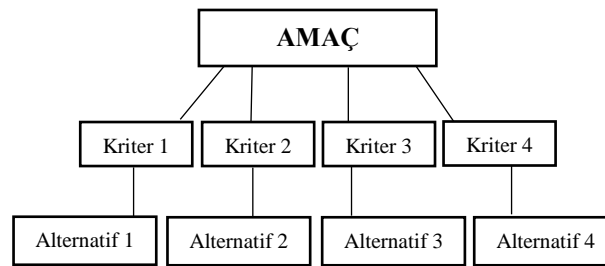 AMAÇ
Kriter 1
Kriter 2
Kriter 3
Kriter 4
Alternatif 1
Alternatif 2
Alternatif 3
Alternatif 4